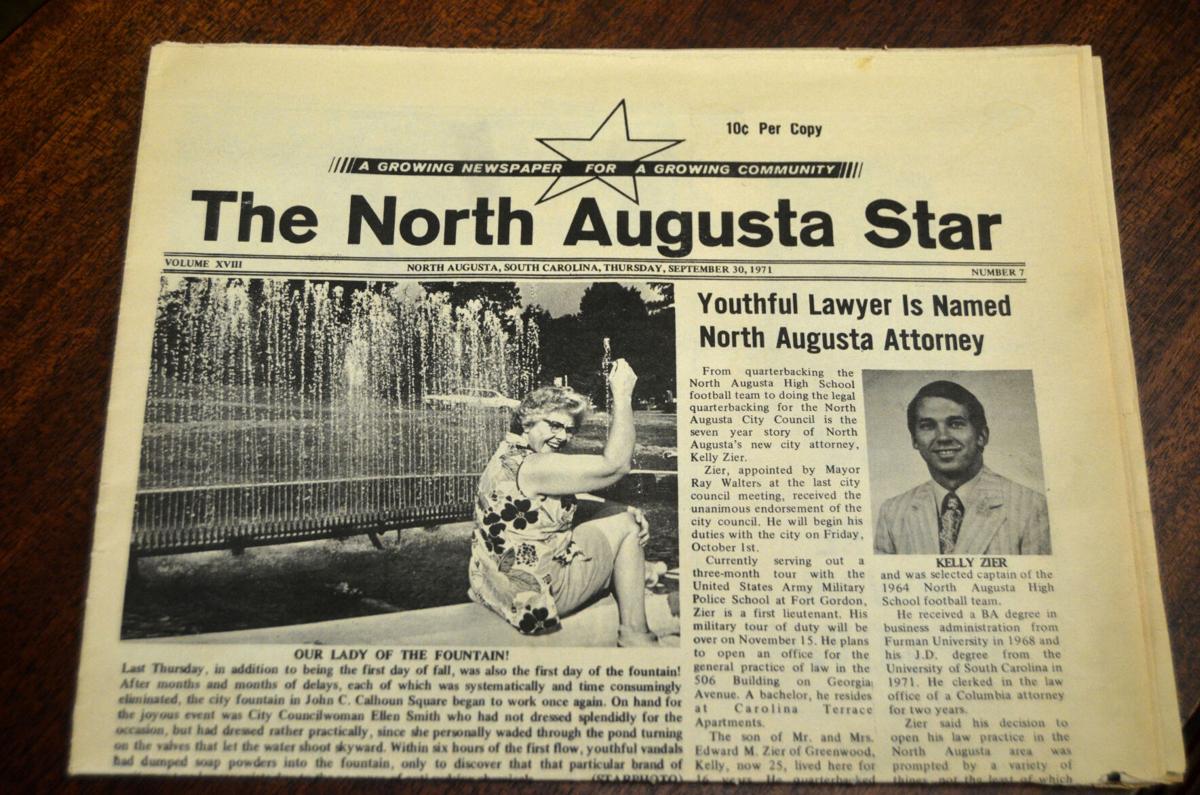 10c Per Copy
A GROWING NEWSPAPER FOR A GROWING COMMUNITY
The North Augusta Star
VOLUME XVIII
NORTH AUGUSTA, SOUTH CAROLINA, THURSDAY, SEPTEMBER 30, 1971
NUMBER 7
OUR LADY OF THE FOUNTAIN!
Last Thursday, in addition to being the first day of fall, was also the first day of the fountain!
After months and months of delays, each of which was systematically and time consumingly
eliminated, the city fountain in John C. Calhoun Square began to work once again. On hand for
the joyous event was City Councilwoman Ellen Smith who had not dressed splendidly for the
occasion, but had dressed rather practically, since she personally waded through the pond turning
on the valves that let the water shoot skyward. Within six hours of the first flow, youthful vandals
had dumped soap powders into the fountain, only to discover that that particular brand of
(STARPHOTO)
Youthful Lawyer Is Named
North Augusta Attorney
From quarterbacking the
North Augusta High School
football team to doing the legal
quarterbacking for the North
Augusta City Council is the
seven year story of North
Augusta's new city attorney,
Kelly Zier.
Zier, appointed by Mayor
Ray Walters at the last city
council meeting, received the
unanimous endorsement of the
city council. He will begin his
duties with the city on Friday,
October 1st.
Currently serving out a
three-month tour with the
United States Army Military
Police School at Fort Gordon,
Zier is a first lieutenant. His
military tour of duty will be
over on November 15. He plans
to open an office for the
general practice of law in the
506 Building on Georgia
Avenue. A bachelor, he resides
at Carolina Terrace
Apartments.
The son of Mr. and Mrs.
Edward M. Zier of Greenwood,
Kelly, now 25, lived here for
16 years. He quarterbacked
KELLY ZIER
and was selected captain of the
1964 North Augusta High
School football team.
He received a BA degree in
business administration from
Furman University in 1968 and
his J.D. degree from the
University of South Carolina in
1971. He clerked in the law
office of a Columbia attorney
for two years.
Zier said his decision to
open his law practice in the
North Augusta area was
prompted by a variety of
things, not the least of which